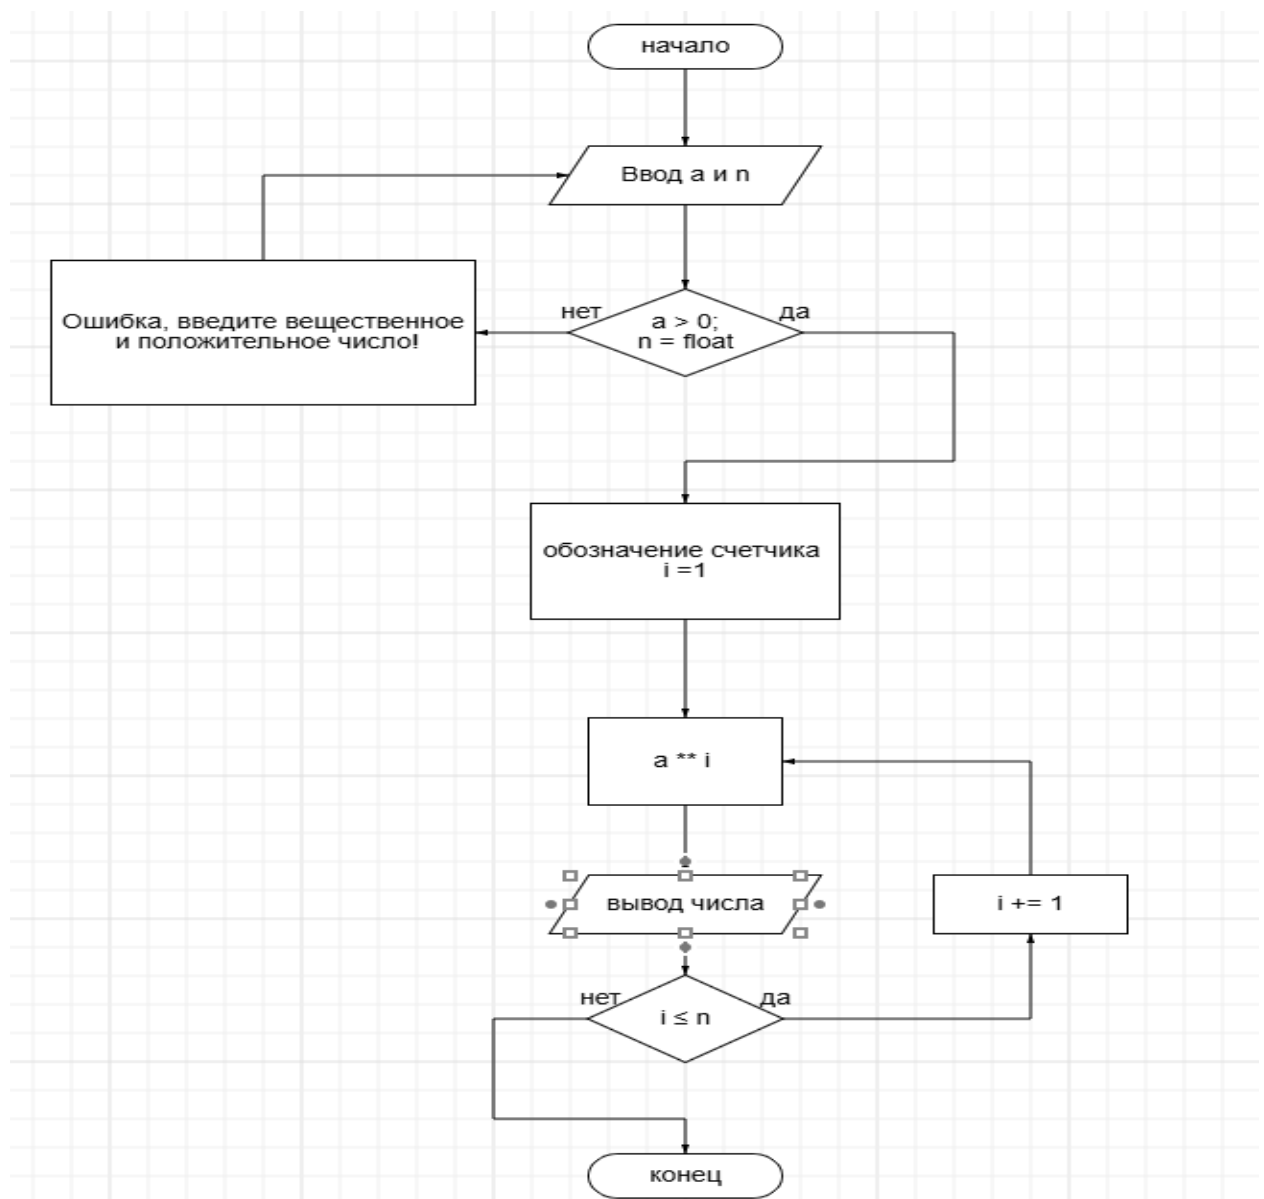 начало
Ввод a и n
нет
a > 0;
n = float
да
Ошибка, введите вещественное
и положительное число!
обозначение счетчика
i =1
a ** i
вывод числа
i += 1
нет
i ≤ n
да
конец